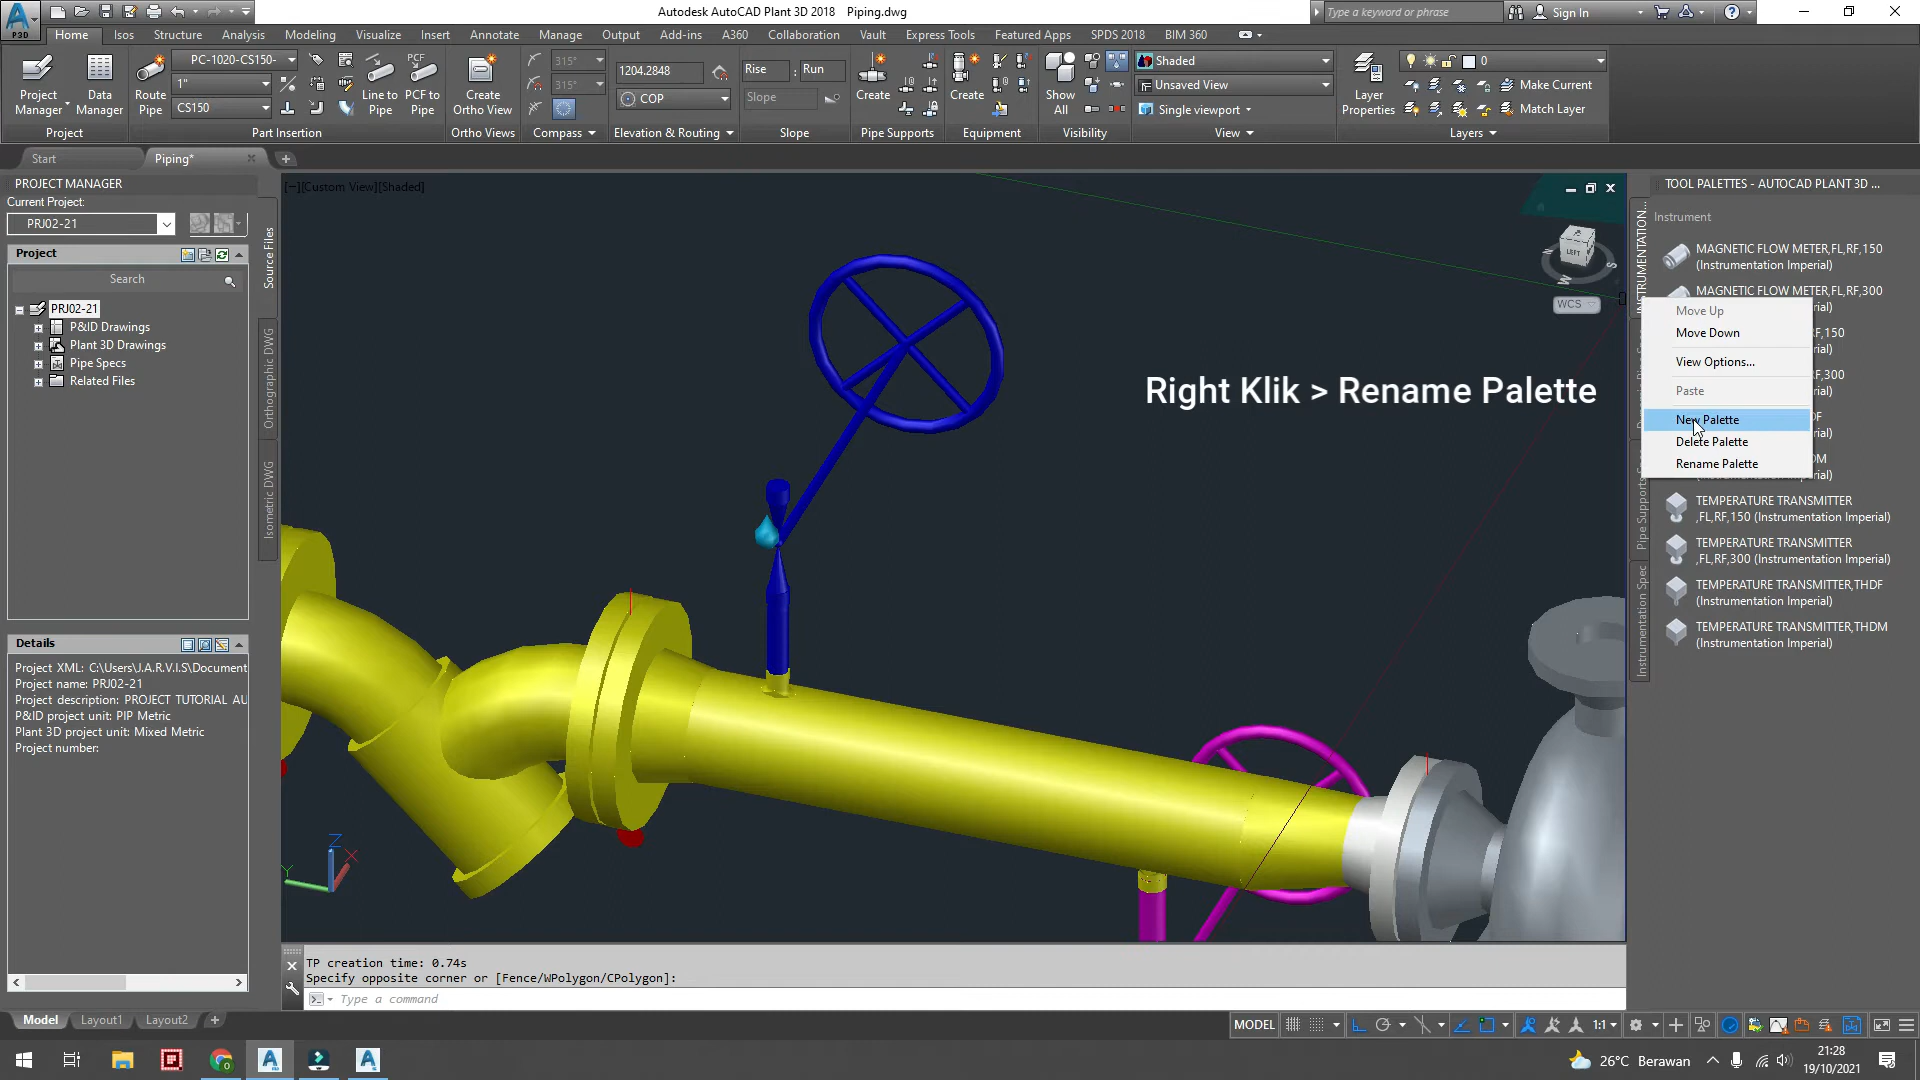 Autodesk AutoCAD Plant 3D 2018 Piping.dwg
Type a keyword or phrase
Sign In
P3D
Home Isos Structure Analysis Modeling Visualize Insert Annotate Manage Output Add-ins A360 Collaboration Vault Express Tools Featured Apps SPDS 2018 BIM 360
Project Manager
Data Manager
Project
Route Pipe
PC-1020-CS150-
1"
CS150
Line to Pipe
PCF
PCF to Pipe
Part Insertion
Create Ortho View
Ortho Views
315°
315°
Compass
1204.2848
COP
Elevation & Routing
Rise : Run
Slope
Slope
Create
Pipe Supports
Create
Equipment
Show All
Visibility
Shaded
Unsaved View
Single viewport
View
Layer Properties
0
Make Current
Match Layer
Layers
Start
Piping*
PROJECT MANAGER
Current Project:
PRJ02-21
Project
Search
PRJ02-21
P&ID Drawings
Plant 3D Drawings
Pipe Specs
Related Files
Source Files
Orthographic DWG
Isometric DWG
Details
Project XML: C:\Users\J.A.R.V.I.S\Document
Project name: PRJ02-21
Project description: PROJECT TUTORIAL AU
P&ID project unit: PIP Metric
Plant 3D project unit: Mixed Metric
Project number:
[−][Custom View][Shaded]
LEFT
N
S
W
WCS
Right Klik > Rename Palette
Z
X
Y
TOOL PALETTES - AUTOCAD PLANT 3D ...
INSTRUMENTATION...
Pipe Supports
Instrumentation Spec
Instrument
MAGNETIC FLOW METER,FL,RF,150
(Instrumentation Imperial)
MAGNETIC FLOW METER,FL,RF,300
Move Up
Move Down
View Options...
Paste
New Palette
Delete Palette
Rename Palette
TEMPERATURE TRANSMITTER
,FL,RF,150 (Instrumentation Imperial)
TEMPERATURE TRANSMITTER
,FL,RF,300 (Instrumentation Imperial)
TEMPERATURE TRANSMITTER,THDF
(Instrumentation Imperial)
TEMPERATURE TRANSMITTER,THDM
(Instrumentation Imperial)
TP creation time: 0.74s
Specify opposite corner or [Fence/WPolygon/CPolygon]:
Type a command
Model Layout1 Layout2
MODEL
1:1
26°C Berawan
21:28
19/10/2021